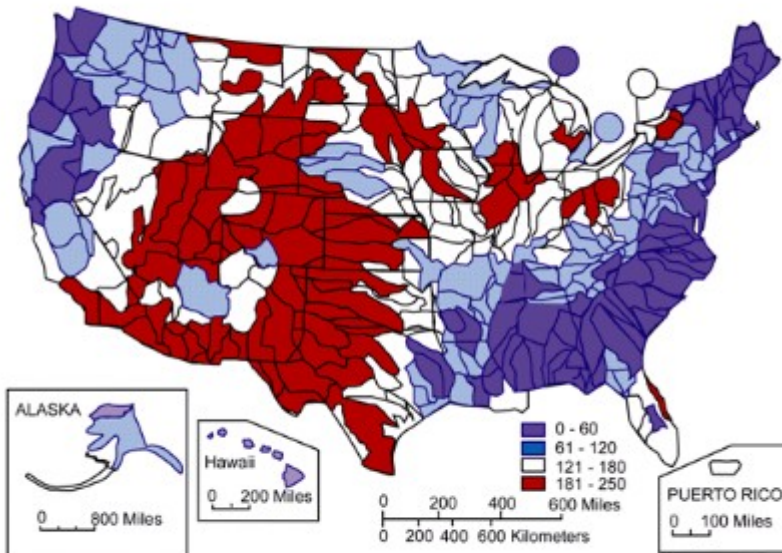 ALASKA
0 800 Miles
Hawaii
0 200 Miles
0 - 60
61 - 120
121 - 180
181 - 250
0 200 400 600 Miles
0 200 400 600 Kilometers
PUERTO RICO
0 100 Miles